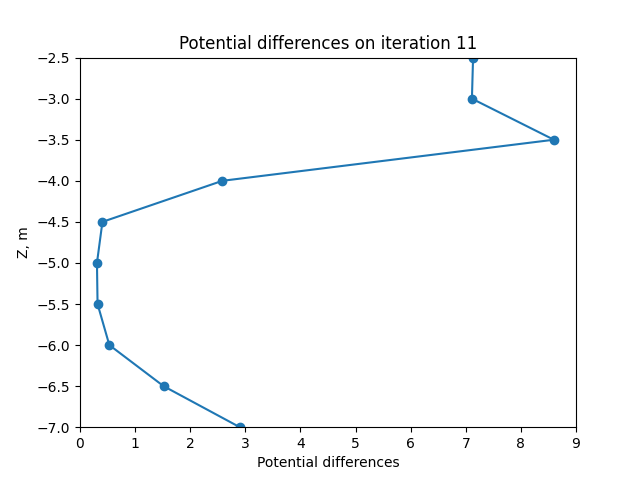 Potential differences on iteration 11
−2.5
−3.0
−3.5
−4.0
−4.5
−5.0
−5.5
−6.0
−6.5
−7.0
Z, m
0 1 2 3 4 5 6 7 8 9
Potential differences